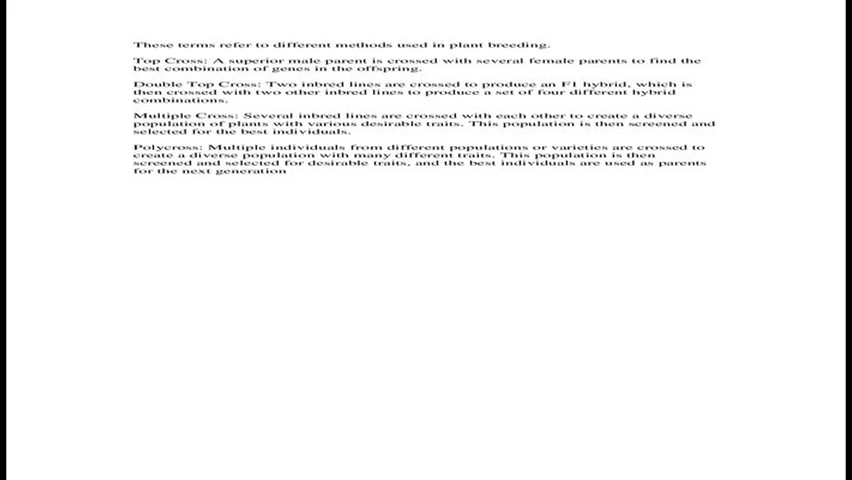 These terms refer to different methods used in plant breeding.
Top Cross: A superior male parent is crossed with several female parents to find the
best combination of genes in the offspring.
Double Top Cross: Two inbred lines are crossed to produce an F1 hybrid, which is
then crossed with two other inbred lines to produce a set of four different hybrid
combinations.
Multiple Cross: Several inbred lines are crossed with each other to create a diverse
population of plants with various desirable traits. This population is then screened and
selected for the best individuals.
Polycross: Multiple individuals from different populations or varieties are crossed to
create a diverse population with many different traits. This population is then
screened and selected for desirable traits, and the best individuals are used as parents
for the next generation